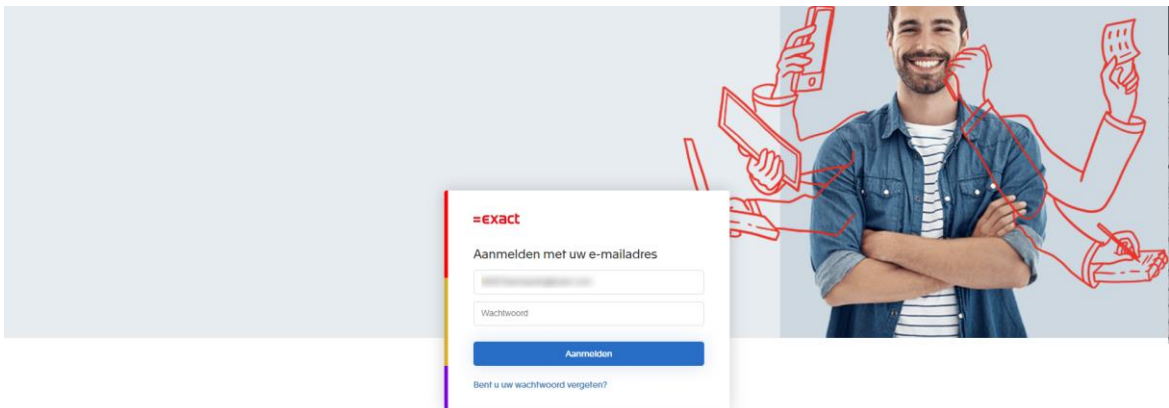 =exact
Aanmelden met uw e-mailadres
Wachtwoord
Aanmelden
Bent u uw wachtwoord vergeten?